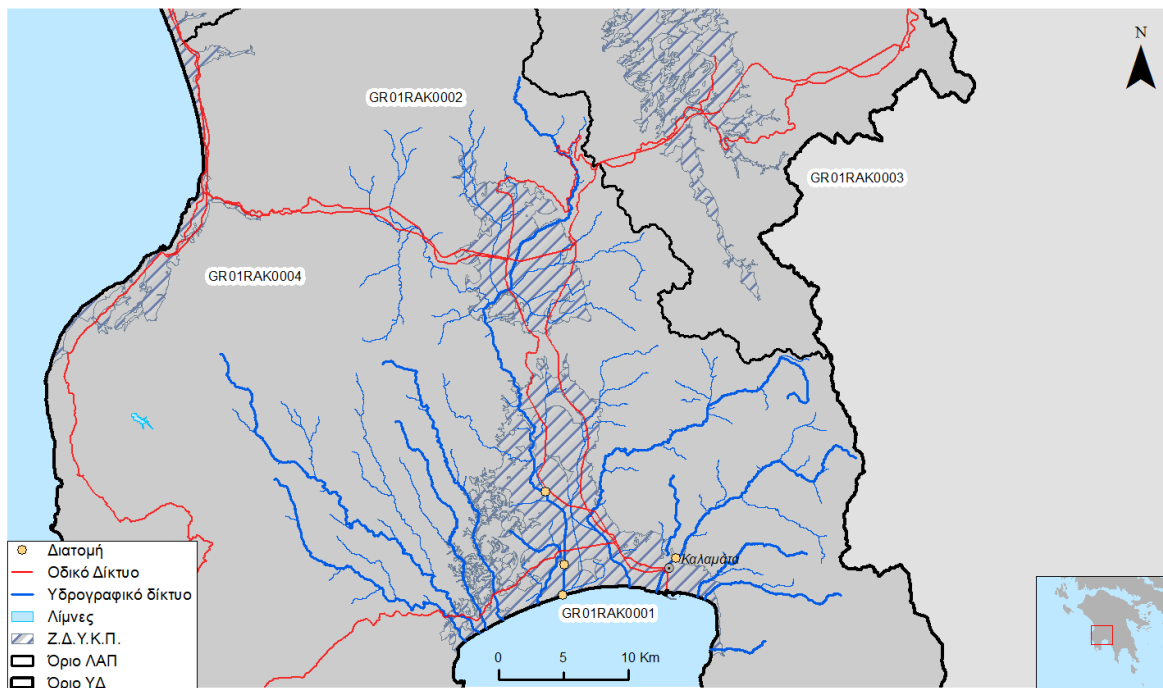 N
GR01RAK0002
GR01RAK0003
GR01RAK0004
Καλαμάτα
GR01RAK0001
Διατομή
Οδικό Δίκτυο
Υδρογραφικό δίκτυο
Λίμνες
Ζ.Δ.Υ.Κ.Π.
Όριο ΛΑΠ
Όριο ΥΔ
0 5 10 Km